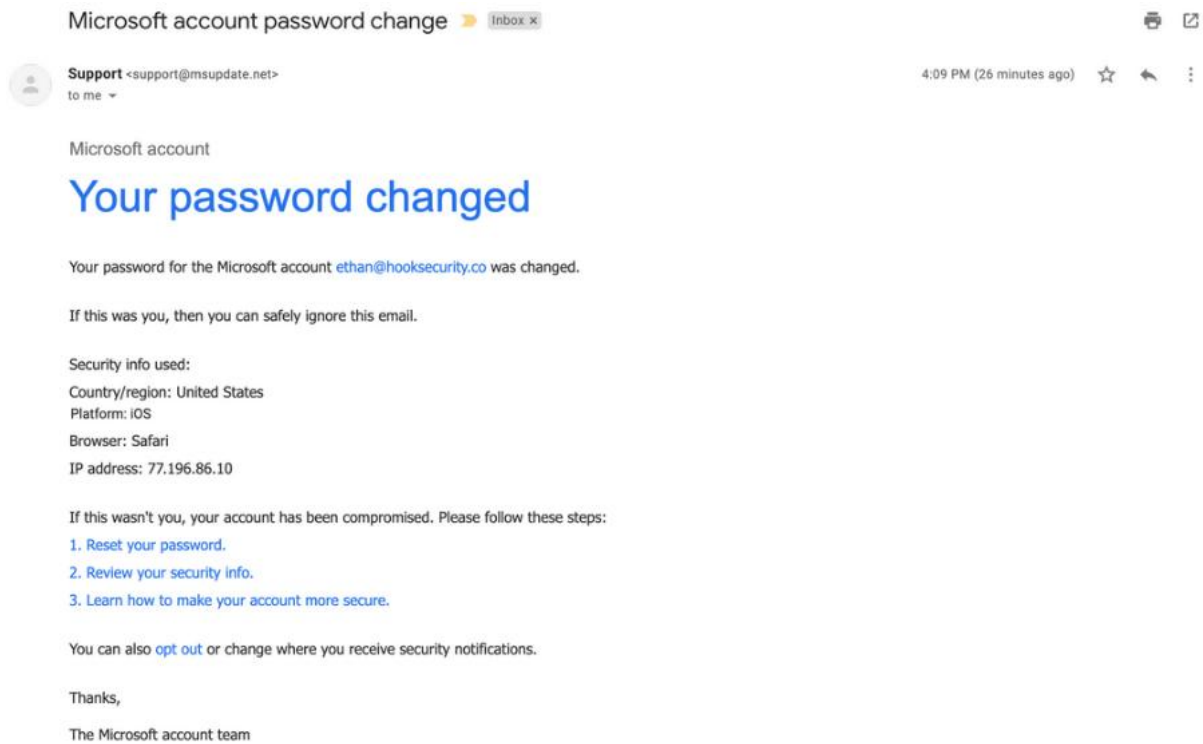 Microsoft account password change Inbox ×
Support <support@msupdate.net> 4:09 PM (26 minutes ago)
to me
Microsoft account
Your password changed
Your password for the Microsoft account ethan@hooksecurity.co was changed.
If this was you, then you can safely ignore this email.
Security info used:
Country/region: United States
Platform: iOS
Browser: Safari
IP address: 77.196.86.10
If this wasn't you, your account has been compromised. Please follow these steps:
1. Reset your password.
2. Review your security info.
3. Learn how to make your account more secure.
You can also opt out or change where you receive security notifications.
Thanks,
The Microsoft account team